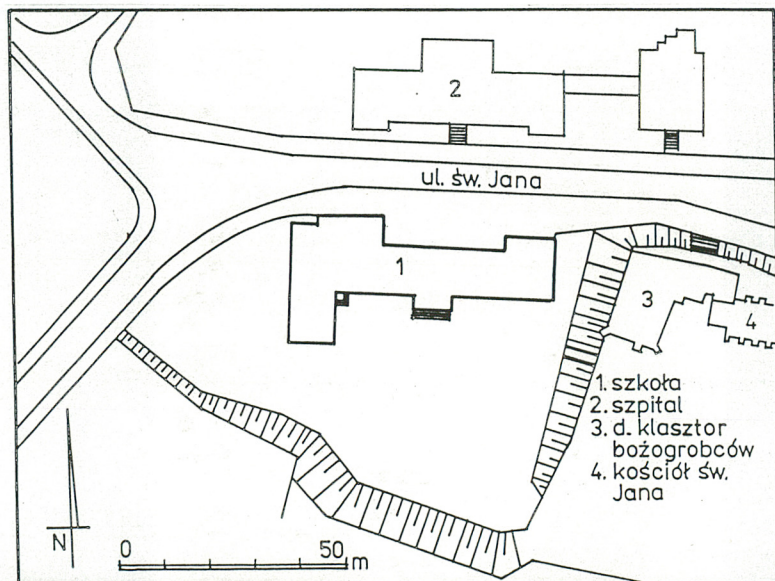 2
ul. św. Jana
1
3
4
1. szkoła
2. szpital
3. d. klasztor
bożogrobców
4. kościół św.
Jana
N
0 50 m